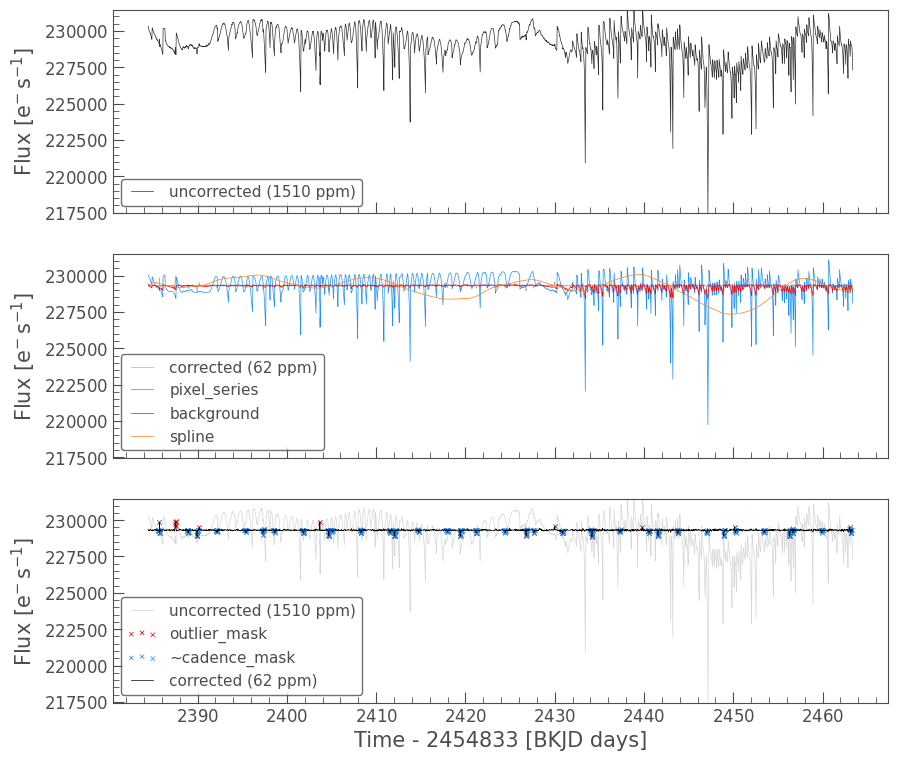 Flux [e⁻ s⁻¹]
230000
227500
225000
222500
220000
217500
uncorrected (1510 ppm)
Flux [e⁻ s⁻¹]
230000
227500
225000
222500
220000
217500
corrected (62 ppm)
pixel_series
background
spline
Flux [e⁻ s⁻¹]
230000
227500
225000
222500
220000
217500
uncorrected (1510 ppm)
outlier_mask
~cadence_mask
corrected (62 ppm)
2390 2400 2410 2420 2430 2440 2450 2460
Time - 2454833 [BKJD days]